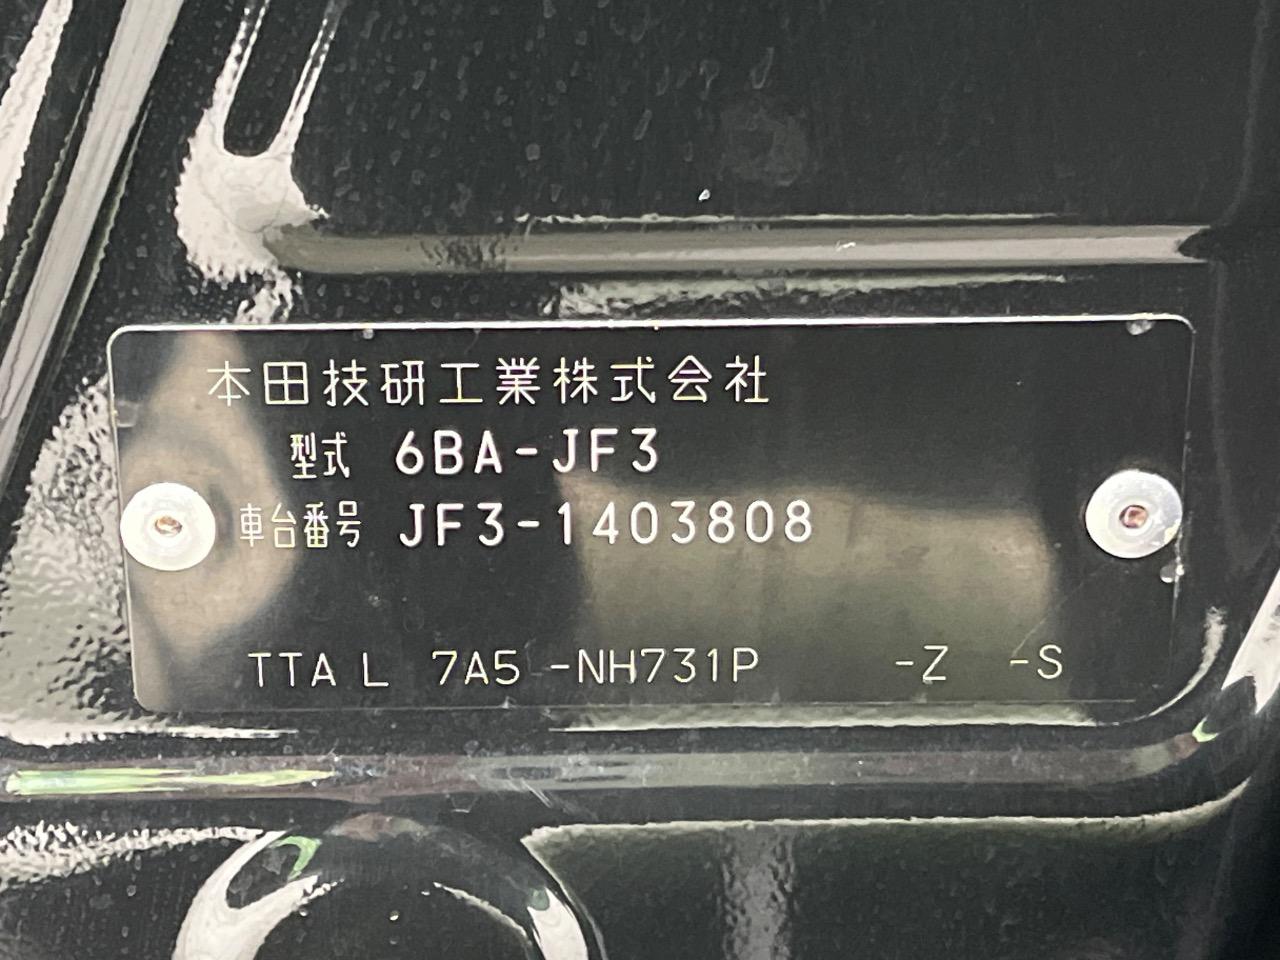 本田技研工業株式会社
型式 6BA-JF3
車台番号 JF3-1403808
TTA L 7A5 -NH731P -Z -S